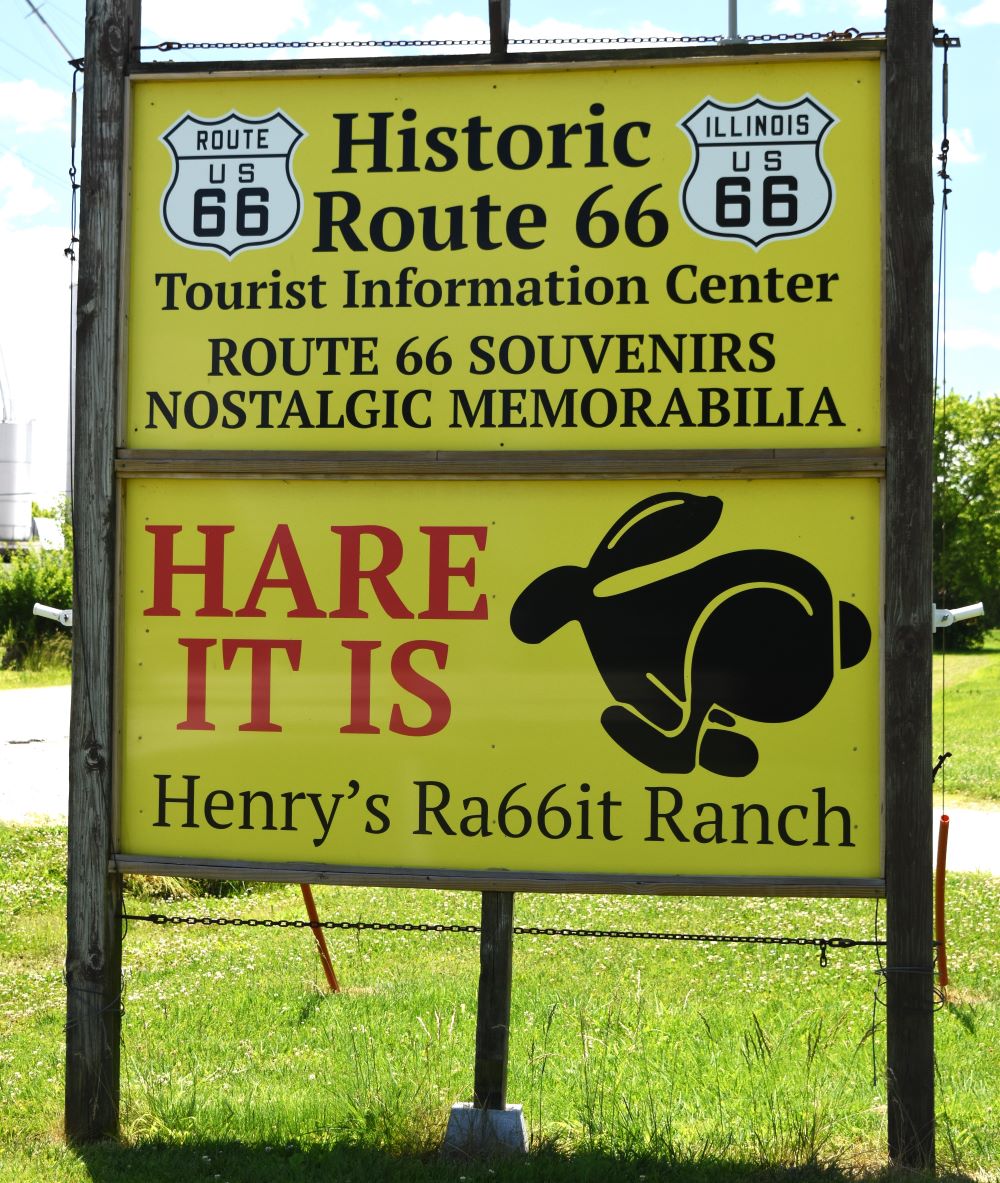 ROUTE
US
66
Historic
Route 66
ILLINOIS
US
66
Tourist Information Center
ROUTE 66 SOUVENIRS
NOSTALGIC MEMORABILIA
HARE
IT IS
Henry's Ra66it Ranch